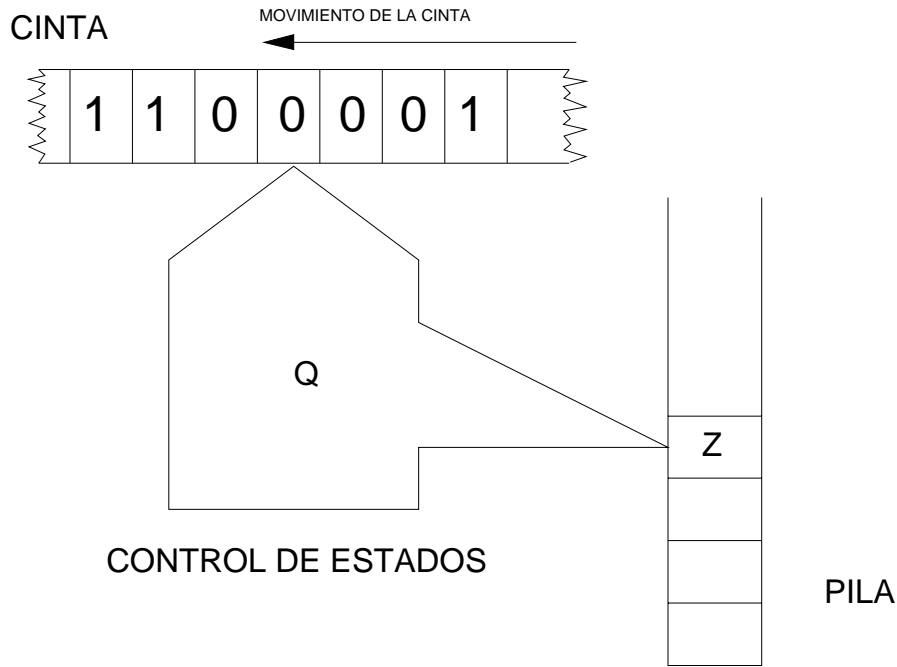 MOVIMIENTO DE LA CINTA
CINTA
1 1 0 0 0 0 1
Q
Z
CONTROL DE ESTADOS
PILA